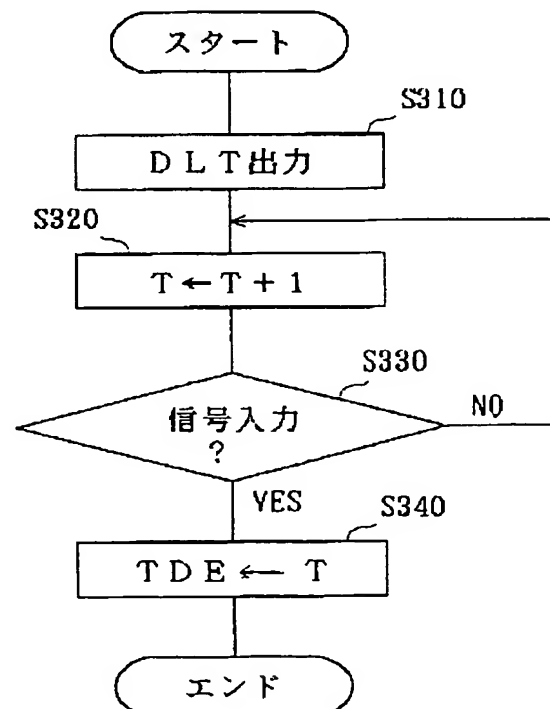 スタート
S310
DLT出力
S320
T←T+1
S330
信号入力
?
NO
YES
S340
TDE←T
エンド